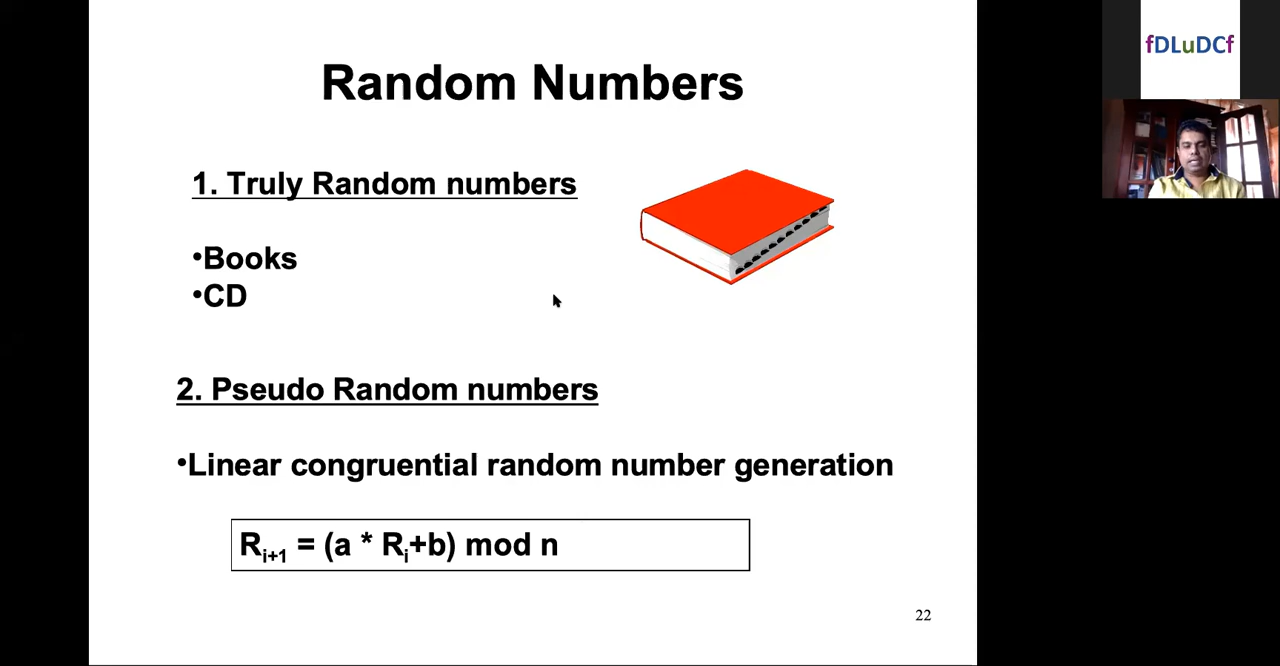 Random Numbers
1. Truly Random numbers
•Books
•CD
2. Pseudo Random numbers
•Linear congruential random number generation
Rᵢ₊₁ = (a * Rᵢ+b) mod n
22
fDLuDCf